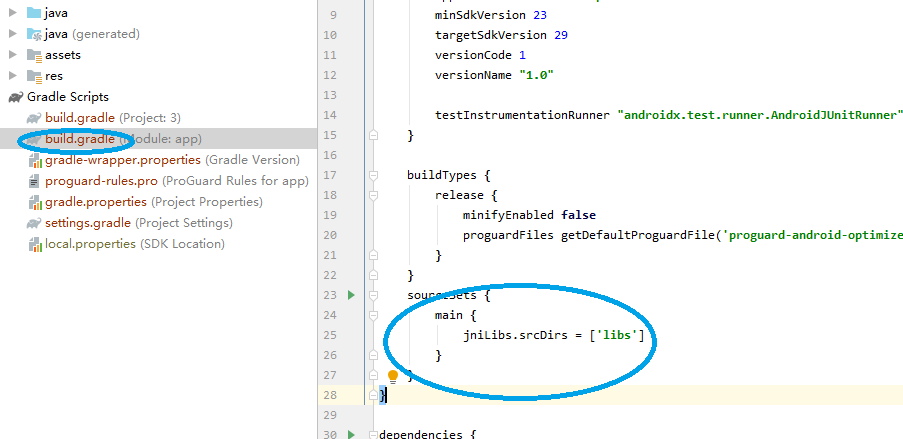 java
java (generated)
assets
res
Gradle Scripts
build.gradle (Project: 3)
build.gradle (Module: app)
gradle-wrapper.properties (Gradle Version)
proguard-rules.pro (ProGuard Rules for app)
gradle.properties (Project Properties)
settings.gradle (Project Settings)
local.properties (SDK Location)
9 minSdkVersion 23
10 targetSdkVersion 29
11 versionCode 1
12 versionName "1.0"
13
14 testInstrumentationRunner "androidx.test.runner.AndroidJUnitRunner"
15 }
16
17 buildTypes {
18 release {
19 minifyEnabled false
20 proguardFiles getDefaultProguardFile('proguard-android-optimize
21 }
22 }
23 sourceSets {
24 main {
25 jniLibs.srcDirs = ['libs']
26 }
27 }
28 }
29
30 dependencies {